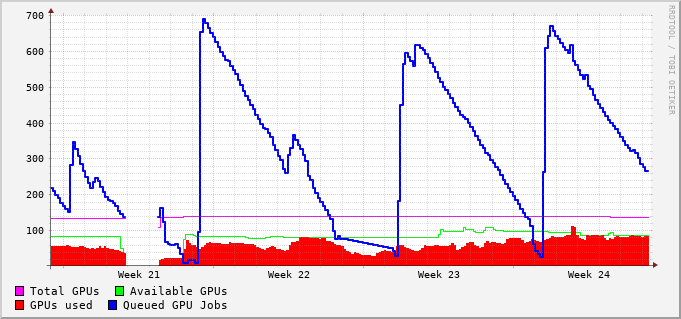 700
600
500
400
300
200
100
Week 21 Week 22 Week 23 Week 24
Total GPUs Available GPUs
GPUs used Queued GPU Jobs
RRDTOOL / TOBI OETIKER